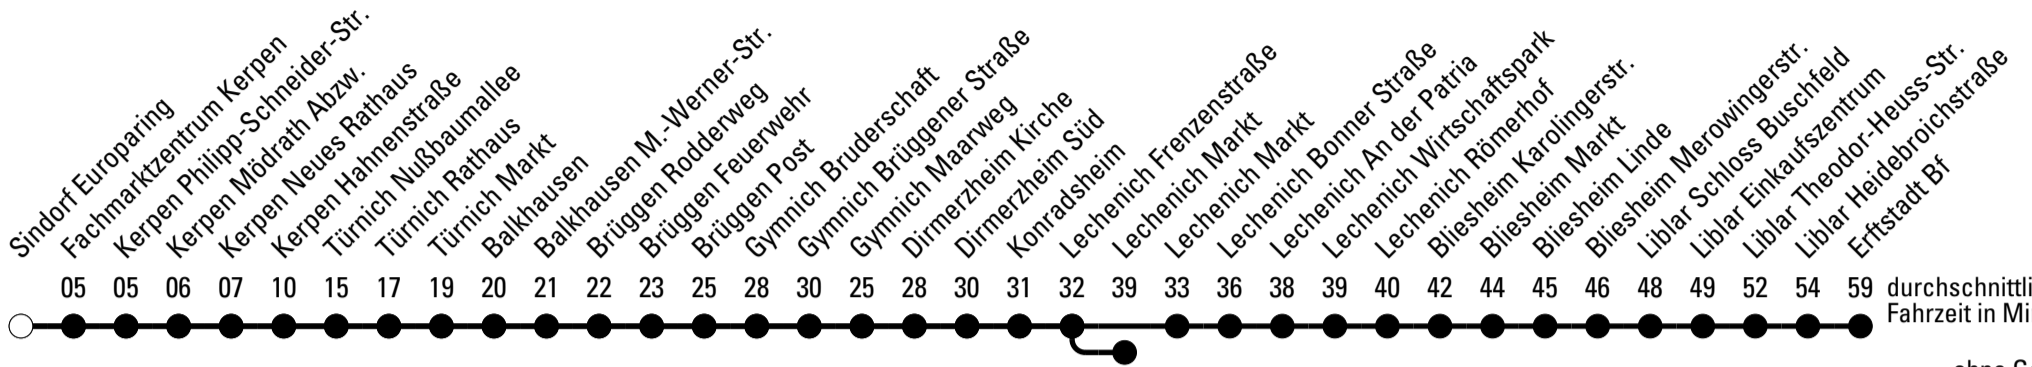 Sindorf Europaring
Fachmarktzentrum Kerpen
Kerpen Philipp-Schneider-Str.
Kerpen Mödrath Abzw.
Kerpen Neues Rathaus
Kerpen Hahnenstraße
Türnich Nußbaumallee
Türnich Rathaus
Türnich Markt
Balkhausen
Balkhausen M.-Werner-Str.
Brüggen Rodderweg
Brüggen Feuerwehr
Brüggen Post
Gymnich Bruderschaft
Gymnich Brüggener Straße
Gymnich Maarweg
Dirmerzheim Kirche
Dirmerzheim Süd
Konradsheim
Lechenich Frenzenstraße
Lechenich Markt
Lechenich Markt
Lechenich Bonner Straße
Lechenich An der Patria
Lechenich Wirtschaftspark
Lechenich Römerhof
Bliesheim Karolingerstr.
Bliesheim Markt
Bliesheim Linde
Bliesheim Merowingerstr.
Liblar Schloss Buschfeld
Liblar Einkaufszentrum
Liblar Theodor-Heuss-Str.
Liblar Heidebroichstraße
Erftstadt Bf
05 05 06 07 10 15 17 19 20 21 22 23 25 28 30 25 28 30 31 32 39 33 36 38 39 40 42 44 45 46 48 49 52 54 59 durchschnittli
Fahrzeit in Mi